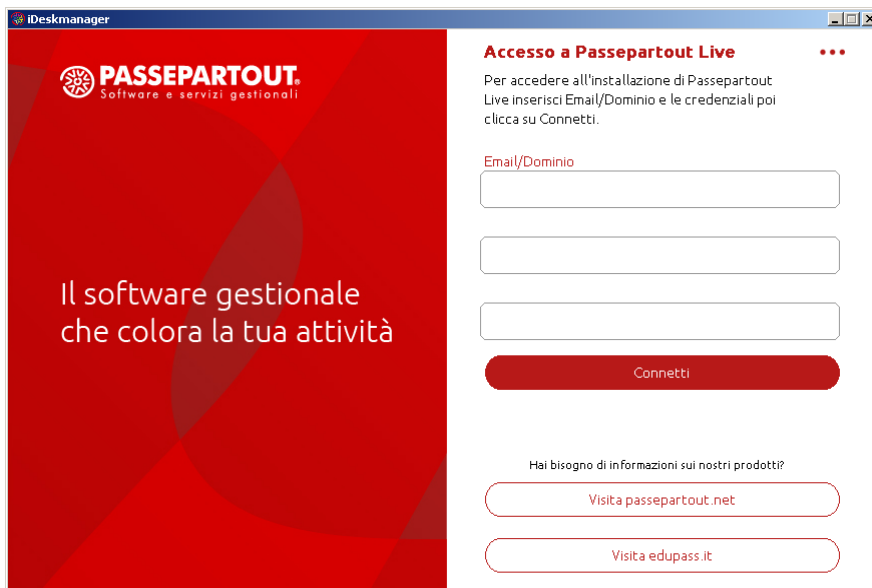 iDeskmanager
PASSEPARTOUT®
Software e servizi gestionali
Il software gestionale
che colora la tua attività
Accesso a Passepartout Live
Per accedere all'installazione di Passepartout
Live inserisci Email/Dominio e le credenziali poi
clicca su Connetti.
Email/Dominio
Connetti
Hai bisogno di informazioni sui nostri prodotti?
Visita passepartout.net
Visita edupass.it